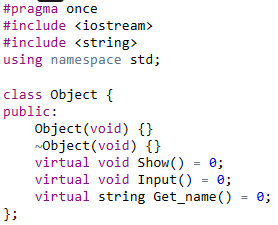 #pragma once
#include <iostream>
#include <string>
using namespace std;

class Object {
public:
    Object(void) {}
    ~Object(void) {}
    virtual void Show() = 0;
    virtual void Input() = 0;
    virtual string Get_name() = 0;
};